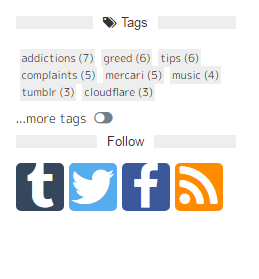 Tags
addictions (7) greed (6) tips (6)
complaints (5) mercari (5) music (4)
tumblr (3) cloudflare (3)
...more tags
Follow
t f